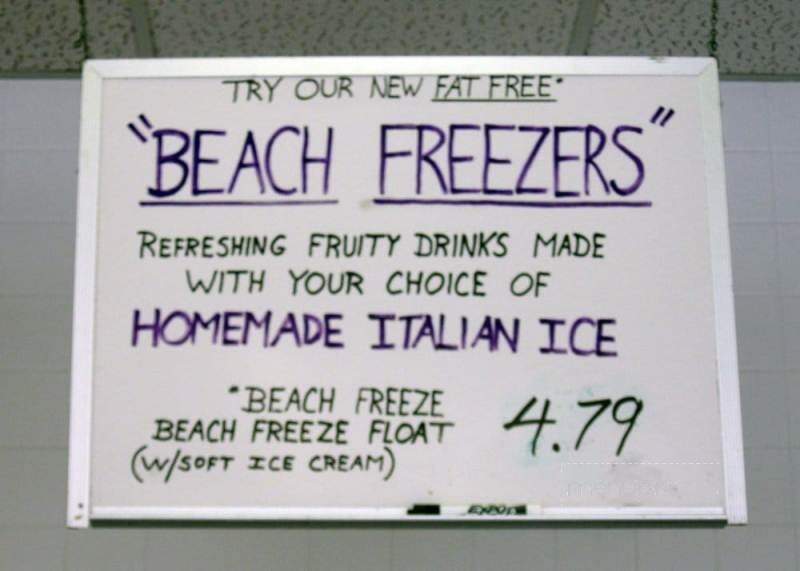 TRY OUR NEW FAT FREE*
"BEACH FREEZERS"
REFRESHING FRUITY DRINKS MADE
WITH YOUR CHOICE OF
HOMEMADE ITALIAN ICE
*BEACH FREEZE
BEACH FREEZE FLOAT 4.79
(W/SOFT ICE CREAM)
EXPO